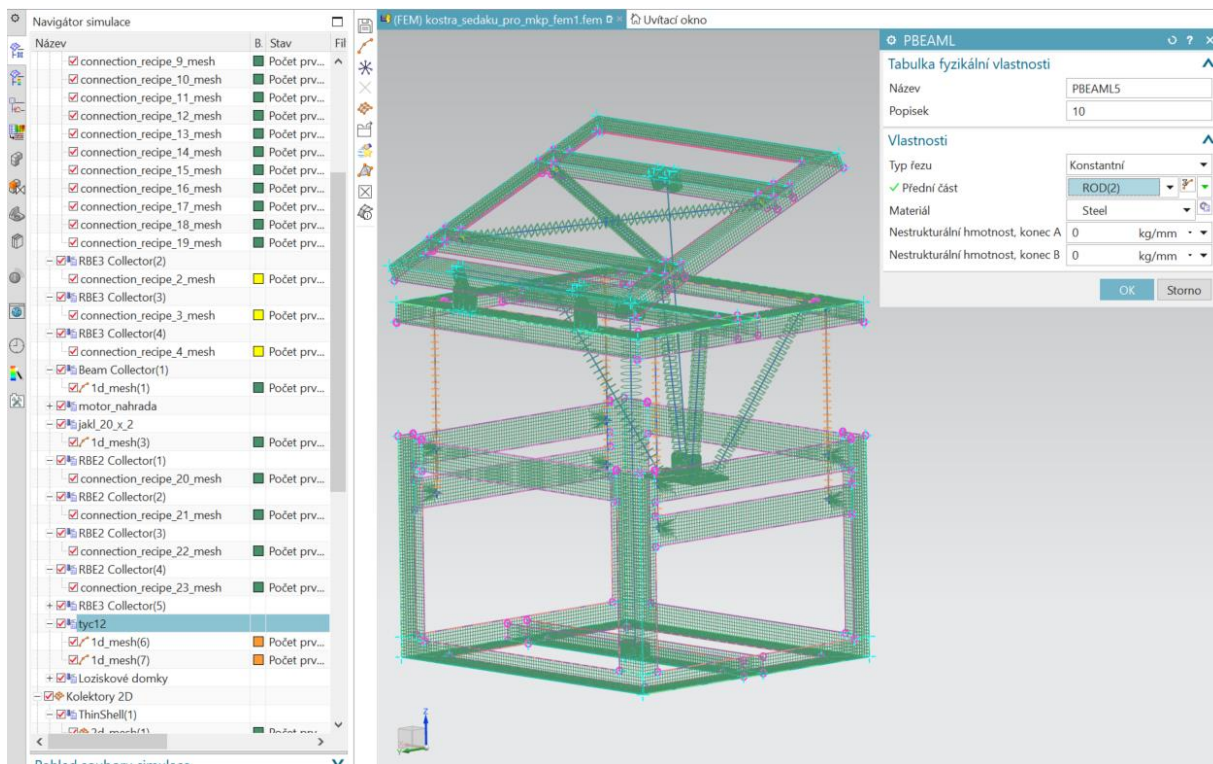 Navigátor simulace
Název B. Stav Fil
connection_recipe_9_mesh Počet prv...
connection_recipe_10_mesh Počet prv...
connection_recipe_11_mesh Počet prv...
connection_recipe_12_mesh Počet prv...
connection_recipe_13_mesh Počet prv...
connection_recipe_14_mesh Počet prv...
connection_recipe_15_mesh Počet prv...
connection_recipe_16_mesh Počet prv...
connection_recipe_17_mesh Počet prv...
connection_recipe_18_mesh Počet prv...
connection_recipe_19_mesh Počet prv...
RBE3 Collector(2)
connection_recipe_2_mesh Počet prv...
RBE3 Collector(3)
connection_recipe_3_mesh Počet prv...
RBE3 Collector(4)
connection_recipe_4_mesh Počet prv...
Beam Collector(1)
1d_mesh(1) Počet prv...
motor_nahrada
jakl_20_x_2
1d_mesh(3) Počet prv...
RBE2 Collector(1)
connection_recipe_20_mesh Počet prv...
RBE2 Collector(2)
connection_recipe_21_mesh Počet prv...
RBE2 Collector(3)
connection_recipe_22_mesh Počet prv...
RBE2 Collector(4)
connection_recipe_23_mesh Počet prv...
RBE3 Collector(5)
tyc12
1d_mesh(6) Počet prv...
1d_mesh(7) Počet prv...
Loziskové domky
Kolektory 2D
ThinShell(1)
2d_mesh(1) Počet prv...
Pohled souboru simulace
(FEM) kostra_sedaku_pro_mkp_fem1.fem
Uvítací okno
Z
Y
PBEAML
Tabulka fyzikální vlastnosti
Název PBEAML5
Popisek 10
Vlastnosti
Typ řezu Konstantní
Přední část ROD(2)
Materiál Steel
Nestrukturální hmotnost, konec A 0 kg/mm
Nestrukturální hmotnost, konec B 0 kg/mm
OK Storno